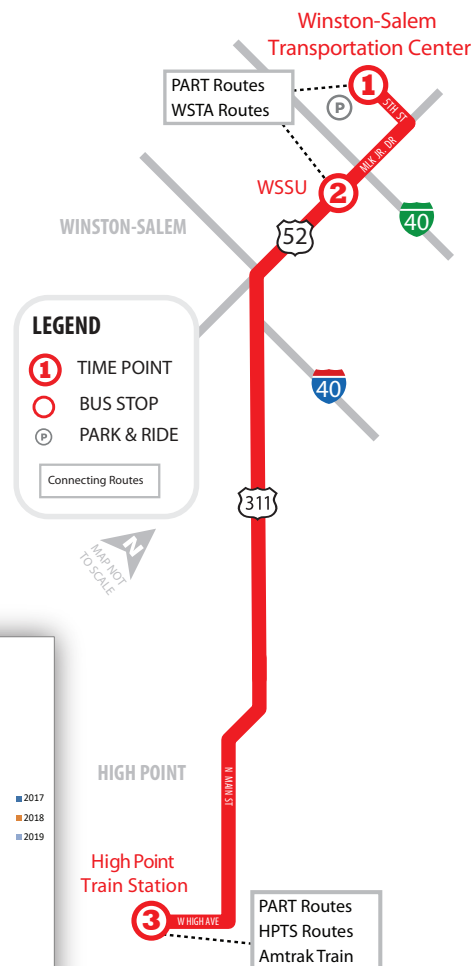 Winston-Salem
Transportation Center
PART Routes
WSTA Routes
1
P
5TH ST
MLK JR. DR
WSSU
2
WINSTON-SALEM
52
40
LEGEND
1 TIME POINT
BUS STOP
P PARK & RIDE
Connecting Routes
40
311
N
MAP NOT
TO SCALE
HIGH POINT
N MAIN ST
2017
2018
2019
High Point
Train Station
3
W HIGH AVE
PART Routes
HPTS Routes
Amtrak Train